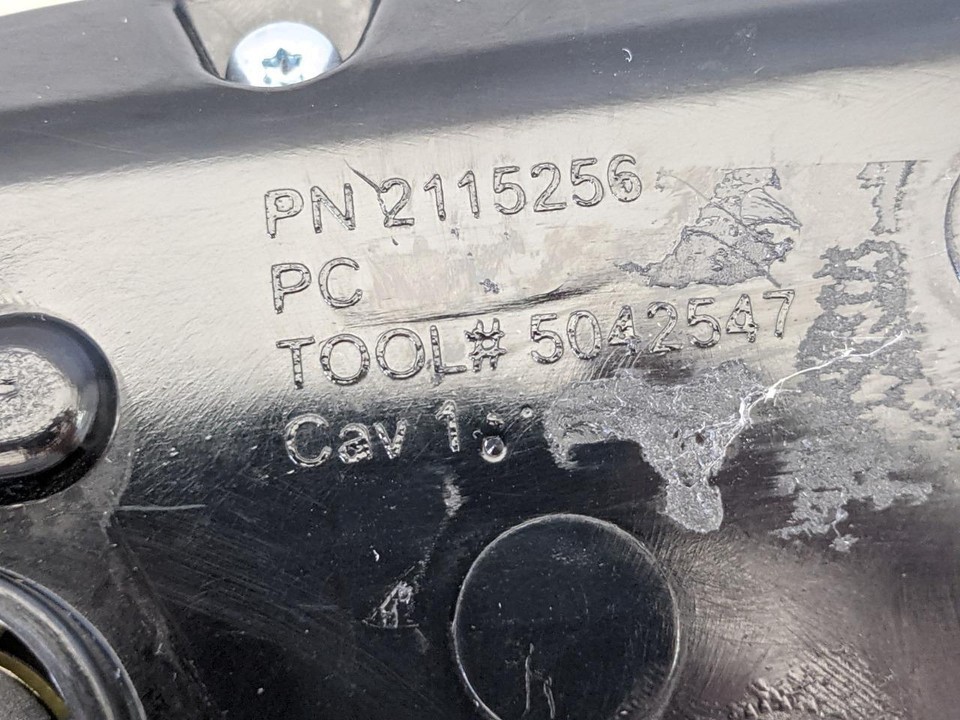 PN 2115256
PC
TOOL# 5042547
Cav 1